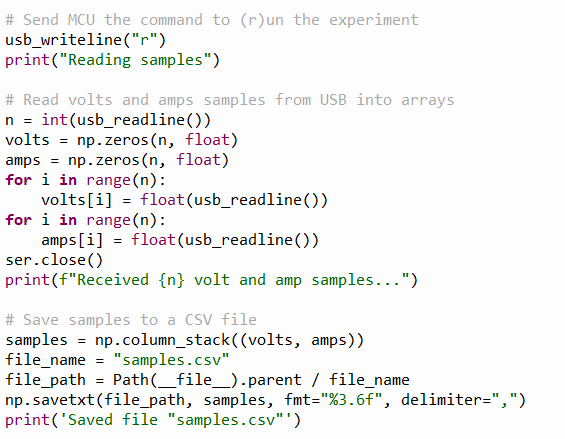 # Send MCU the command to (r)un the experiment
usb_writeline("r")
print("Reading samples")

# Read volts and amps samples from USB into arrays
n = int(usb_readline())
volts = np.zeros(n, float)
amps = np.zeros(n, float)
for i in range(n):
    volts[i] = float(usb_readline())
for i in range(n):
    amps[i] = float(usb_readline())
ser.close()
print(f"Received {n} volt and amp samples...")

# Save samples to a CSV file
samples = np.column_stack((volts, amps))
file_name = "samples.csv"
file_path = Path(__file__).parent / file_name
np.savetxt(file_path, samples, fmt="%3.6f", delimiter=",")
print('Saved file "samples.csv"')